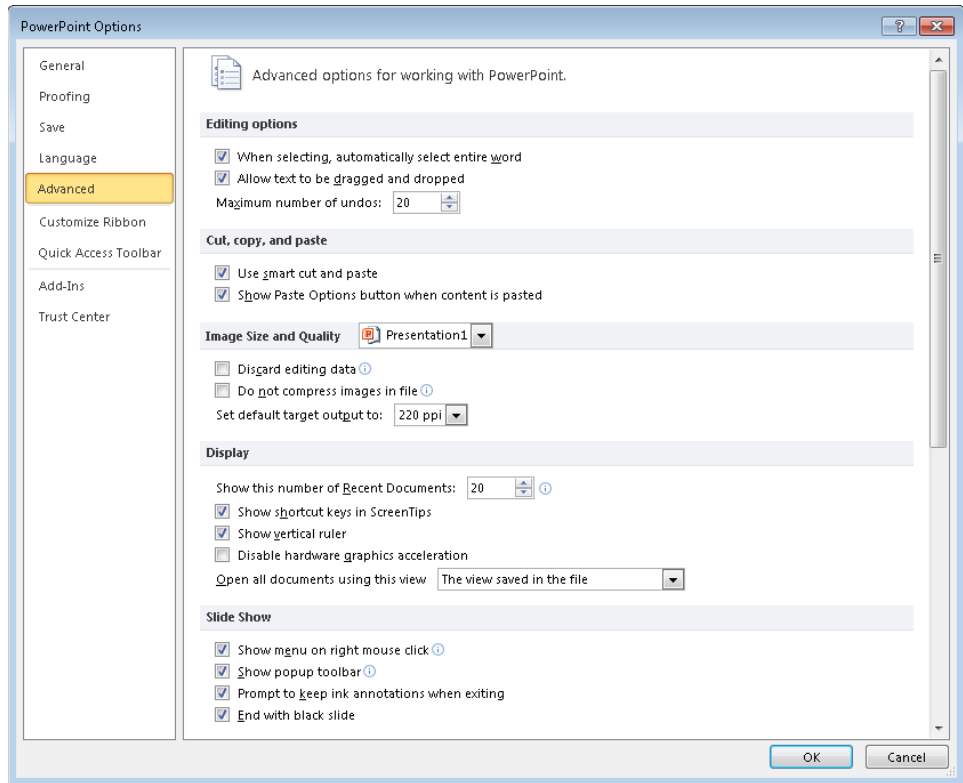 PowerPoint Options
General
Proofing
Save
Language
Advanced
Customize Ribbon
Quick Access Toolbar
Add-Ins
Trust Center
Advanced options for working with PowerPoint.
Editing options
When selecting, automatically select entire word
Allow text to be dragged and dropped
Maximum number of undos: 20
Cut, copy, and paste
Use smart cut and paste
Show Paste Options button when content is pasted
Image Size and Quality Presentation1
Discard editing data
Do not compress images in file
Set default target output to: 220 ppi
Display
Show this number of Recent Documents: 20
Show shortcut keys in ScreenTips
Show vertical ruler
Disable hardware graphics acceleration
Open all documents using this view The view saved in the file
Slide Show
Show menu on right mouse click
Show popup toolbar
Prompt to keep ink annotations when exiting
End with black slide
OK Cancel